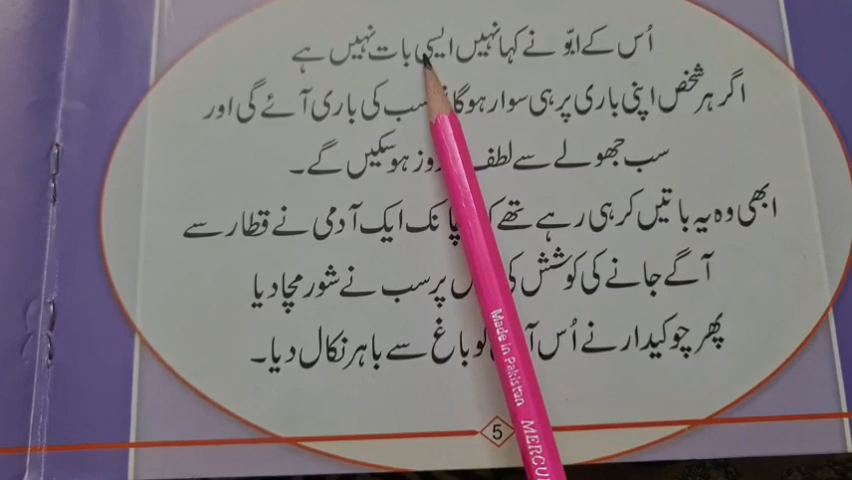 اُس کے ابّو نے کہا نہیں ایسی بات نہیں ہے
اگر ہر شخص اپنی باری پر ہی سوار ہوگا سب کی باری آئے گی اور
سب جھولے سے لطف ہو سکیں گے۔
ابھی وہ یہ باتیں کر ہی رہے تھے ایک آدمی نے قطار سے
آگے جانے کی کوشش پر سب نے شور مچا دیا
پھر چوکیدار نے اُس باغ سے باہر نکال دیا۔
5
Made in Pakistan